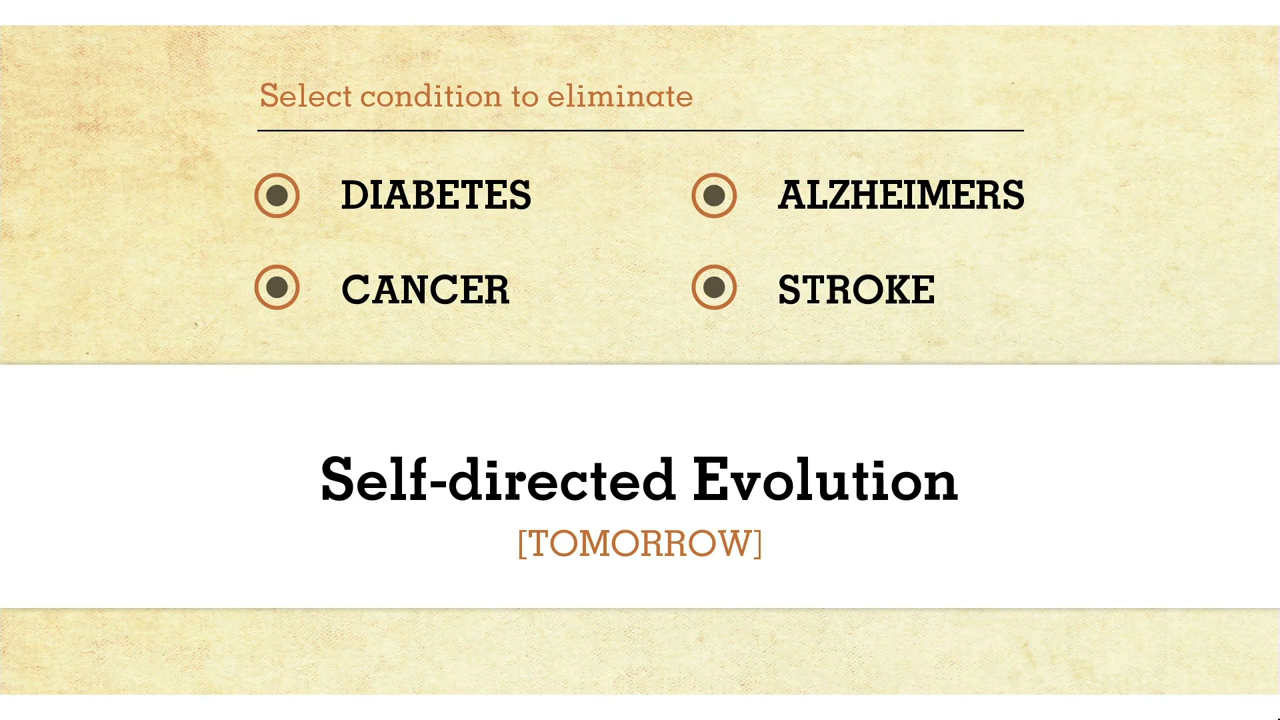 Select condition to eliminate
DIABETES
ALZHEIMERS
CANCER
STROKE
Self-directed Evolution
[TOMORROW]